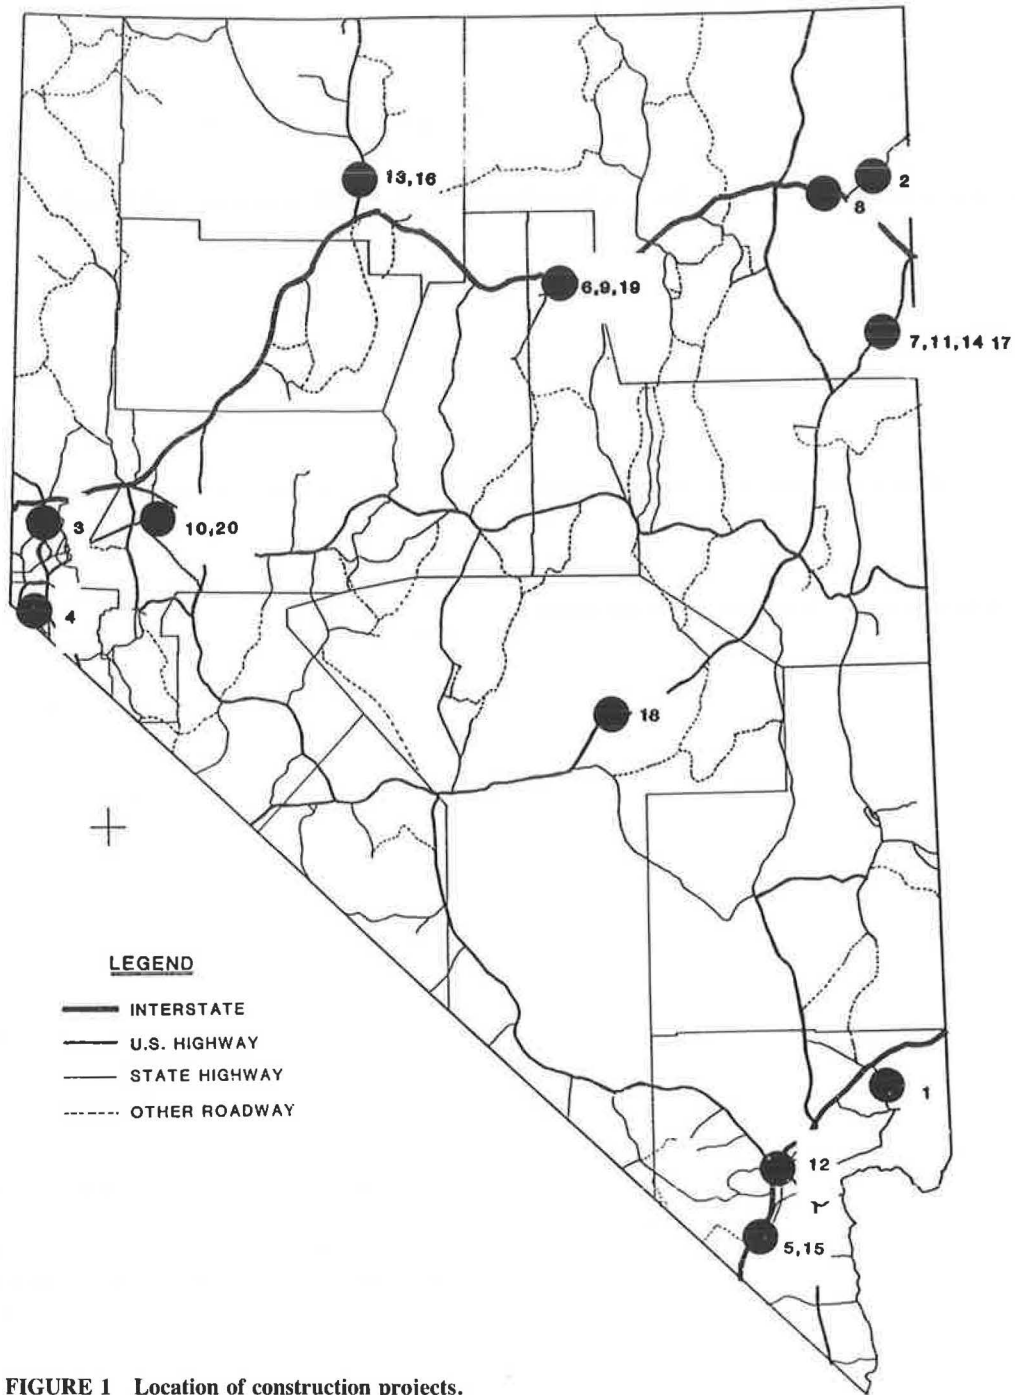 13,16
2
8
6,9,19
7,11,14 17
3
10,20
4
18
LEGEND
INTERSTATE
U.S. HIGHWAY
STATE HIGHWAY
OTHER ROADWAY
1
12
5,15
FIGURE 1 Location of construction projects.